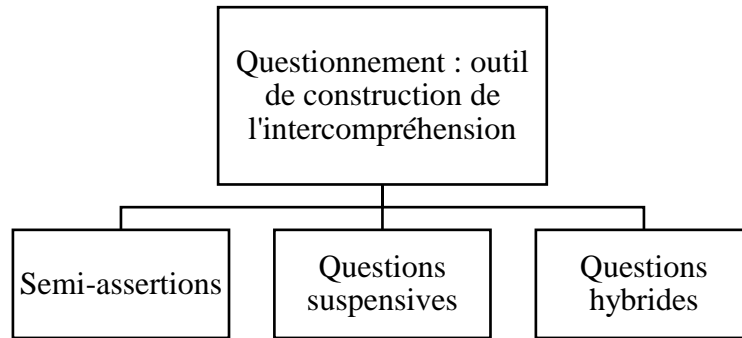 Questionnement : outil
de construction de
l'intercompréhension
Semi-assertions
Questions
suspensives
Questions
hybrides